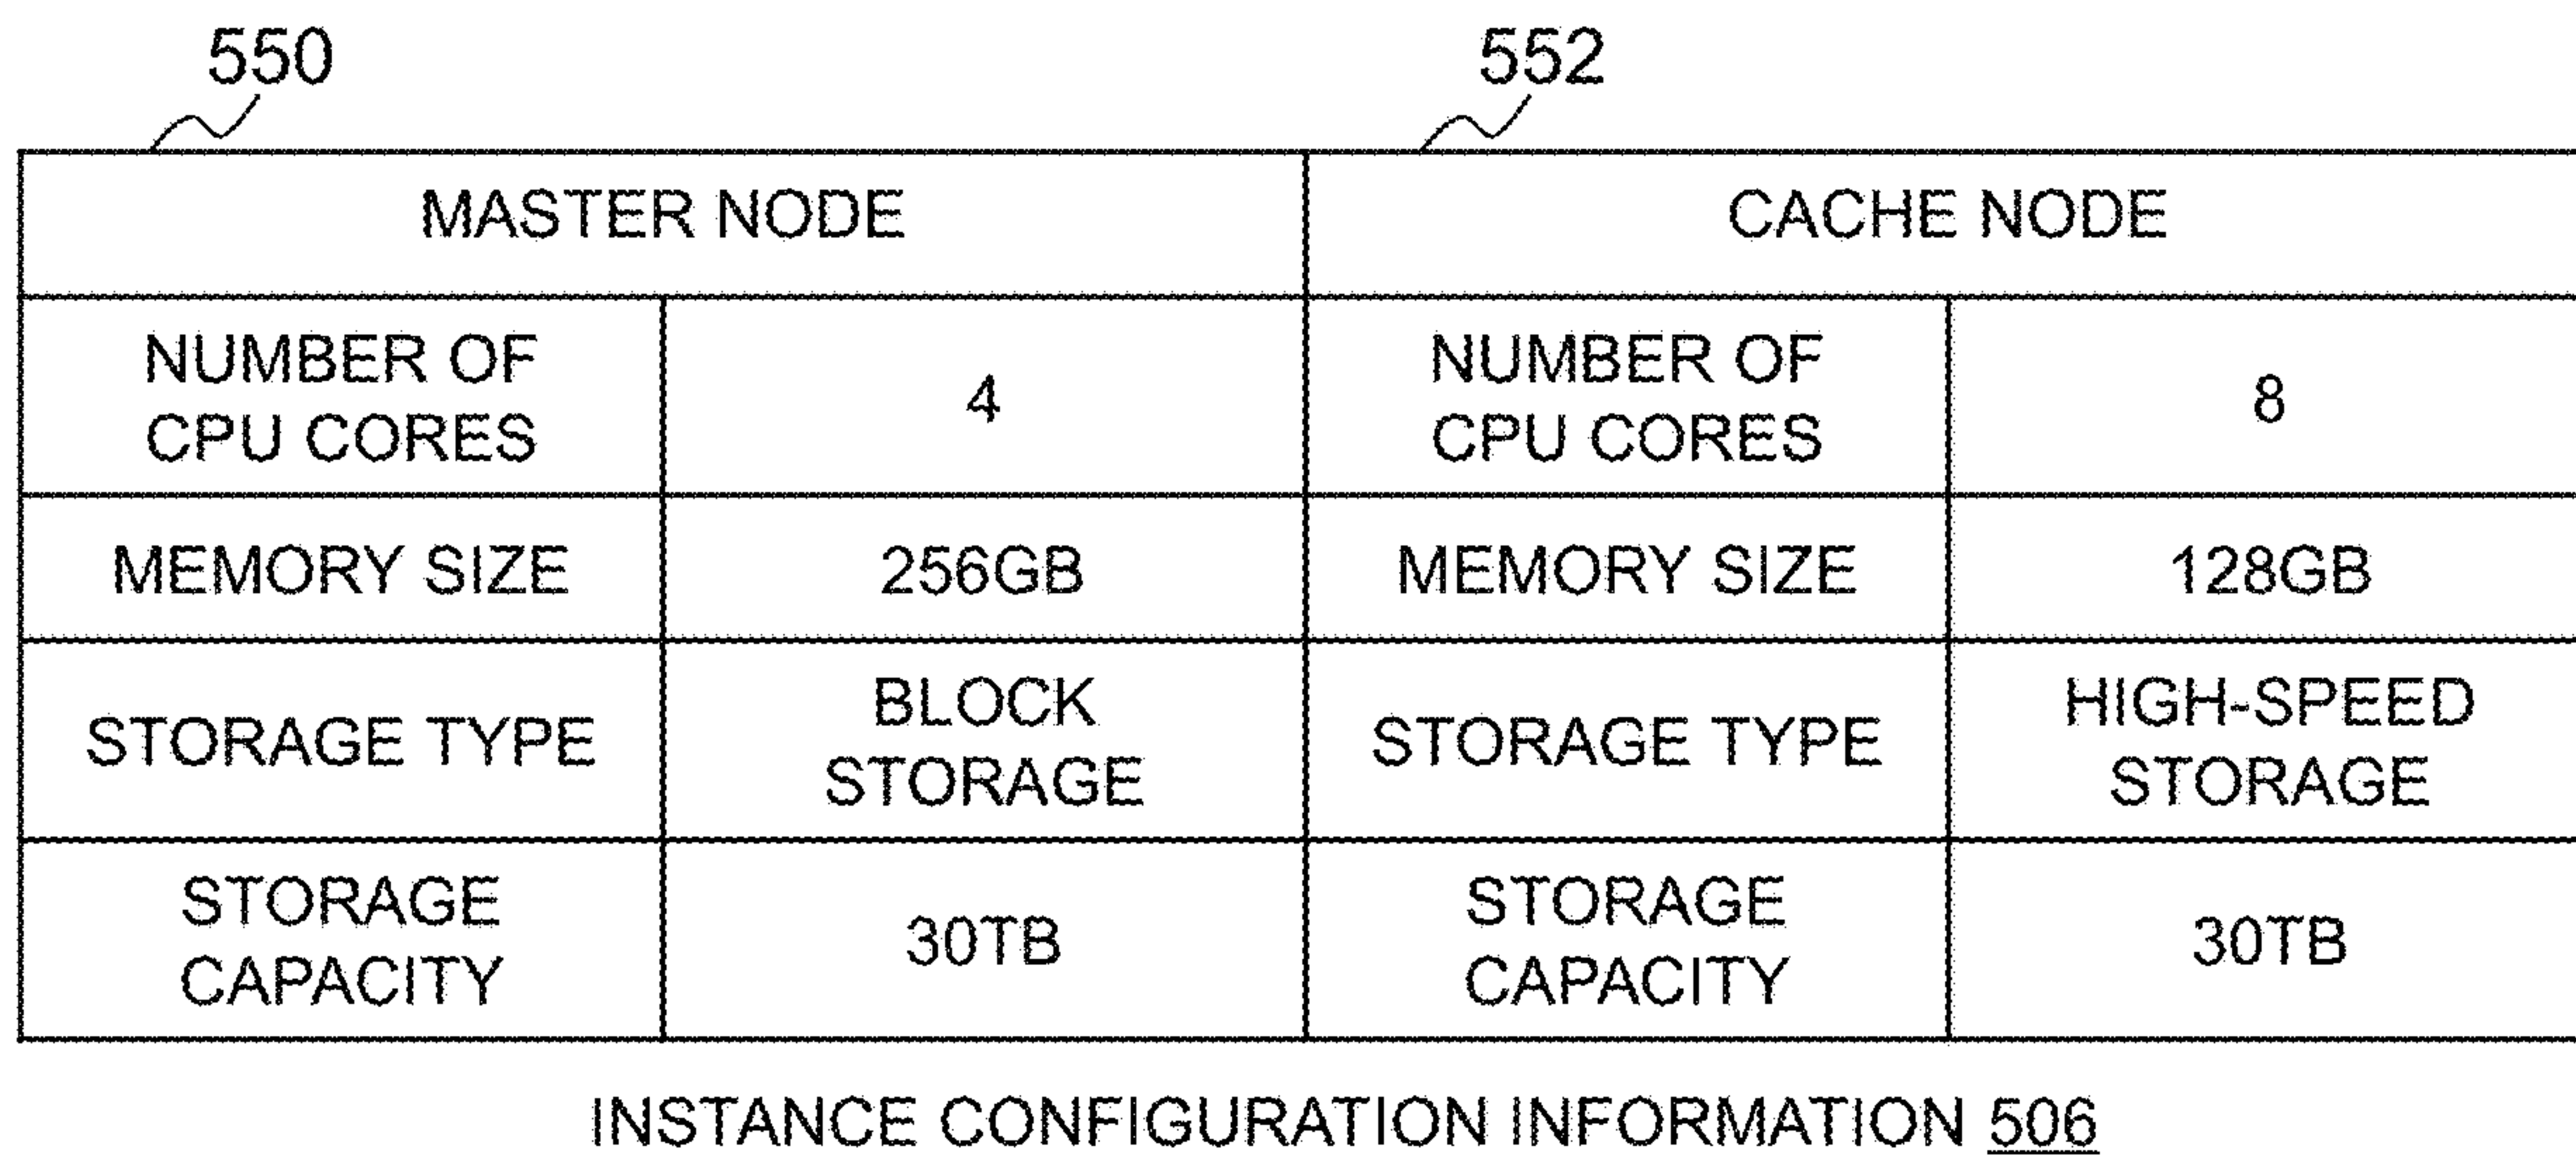 550
552
MASTER NODE
CACHE NODE
NUMBER OF
CPU CORES
4
NUMBER OF
CPU CORES
8
MEMORY SIZE
256GB
MEMORY SIZE
128GB
STORAGE TYPE
BLOCK
STORAGE
STORAGE TYPE
HIGH-SPEED
STORAGE
STORAGE
CAPACITY
30TB
STORAGE
CAPACITY
30TB
INSTANCE CONFIGURATION INFORMATION 506